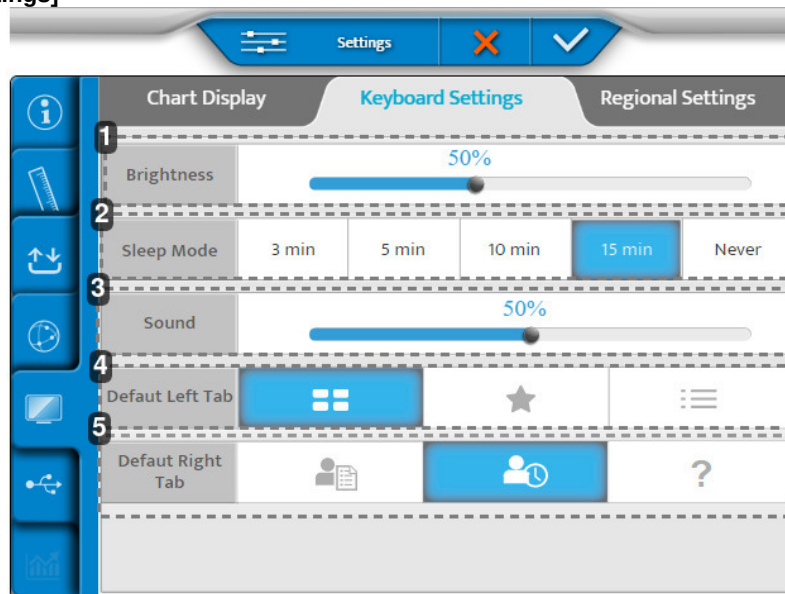 ings]
Settings
Chart Display
Keyboard Settings
Regional Settings
1
Brightness
50%
2
Sleep Mode
3 min
5 min
10 min
15 min
Never
3
Sound
50%
4
Defaut Left Tab
5
Defaut Right
Tab
?